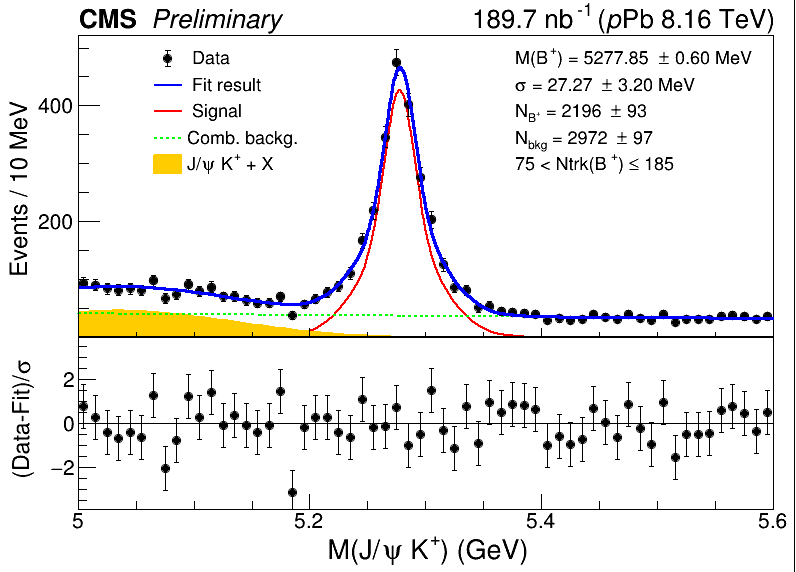 CMS Preliminary 189.7 nb⁻¹ (pPb 8.16 TeV)
Data
Fit result
Signal
Comb. backg.
J/ψ K⁺ + X
M(B⁺) = 5277.85 ± 0.60 MeV
σ = 27.27 ± 3.20 MeV
N_B⁺ = 2196 ± 93
N_bkg = 2972 ± 97
75 < Ntrk(B⁺) ≤ 185
Events / 10 MeV
400
200
(Data-Fit)/σ
2
0
−2
5 5.2 5.4 5.6
M(J/ψ K⁺) (GeV)